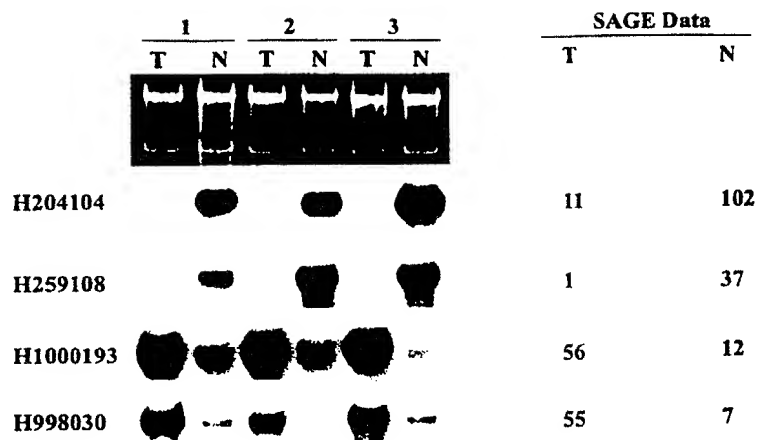 1 2 3 SAGE Data
T N T N T N T N
H204104 11 102
H259108 1 37
H1000193 56 12
H998030 55 7